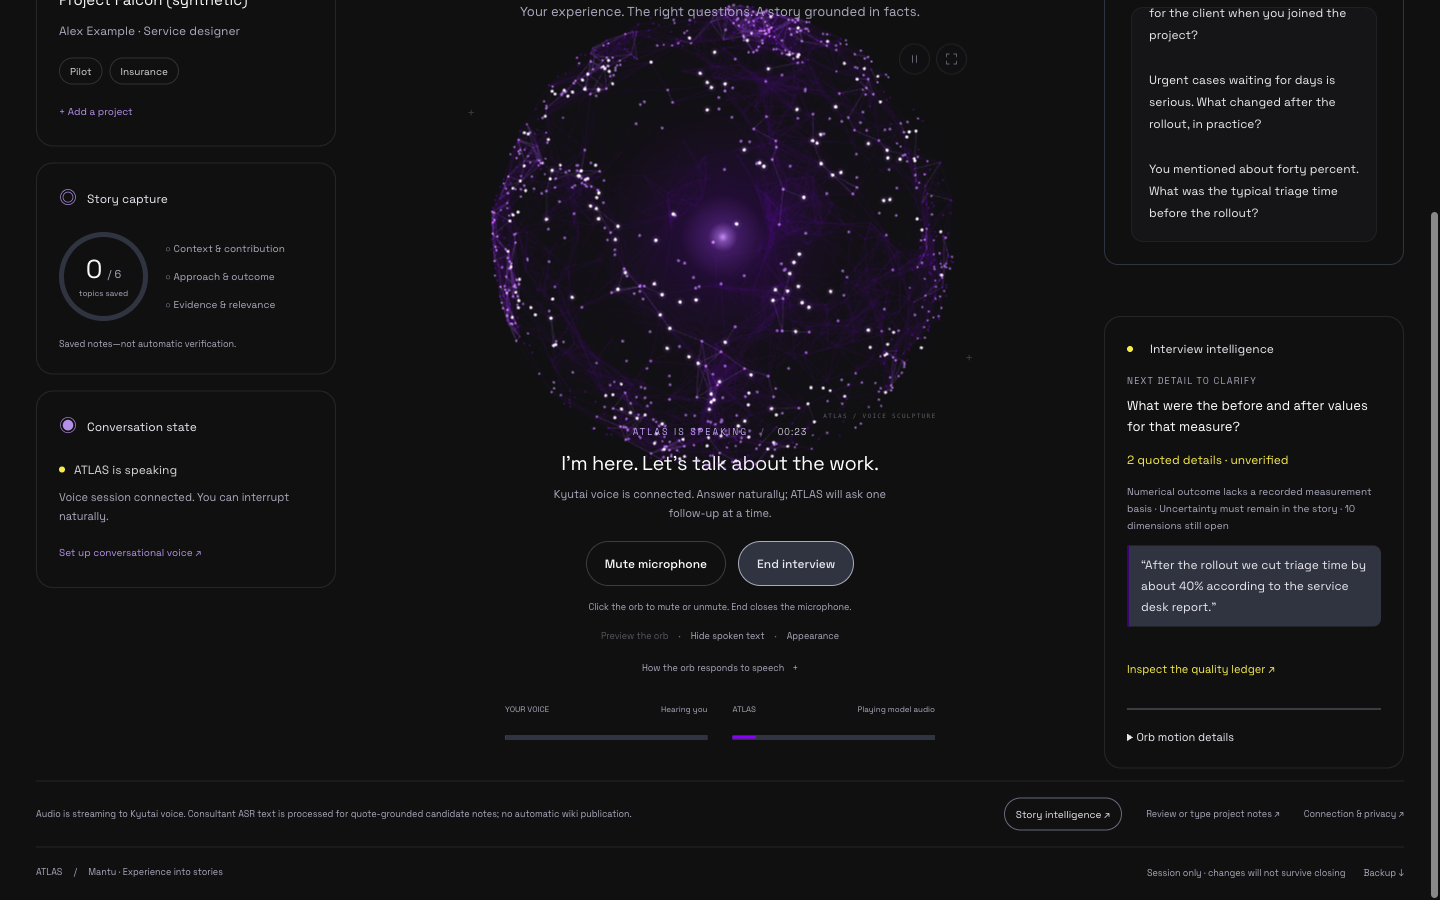 Project Falcon (synthetic)
Alex Example · Service designer
Pilot
Insurance
+ Add a project
Story capture
0 / 6
topics saved
○ Context & contribution
○ Approach & outcome
○ Evidence & relevance
Saved notes—not automatic verification.
Conversation state
ATLAS is speaking
Voice session connected. You can interrupt
naturally.
Set up conversational voice ↗
Your experience. The right questions. A story grounded in facts.
ATLAS / VOICE SCULPTURE
ATLAS IS SPEAKING / 00:23
I'm here. Let's talk about the work.
Kyutai voice is connected. Answer naturally; ATLAS will ask one
follow-up at a time.
Mute microphone
End interview
Click the orb to mute or unmute. End closes the microphone.
Preview the orb · Hide spoken text · Appearance
How the orb responds to speech +
YOUR VOICE Hearing you
ATLAS Playing model audio
for the client when you joined the
project?
Urgent cases waiting for days is
serious. What changed after the
rollout, in practice?
You mentioned about forty percent.
What was the typical triage time
before the rollout?
Interview intelligence
NEXT DETAIL TO CLARIFY
What were the before and after values
for that measure?
2 quoted details · unverified
Numerical outcome lacks a recorded measurement
basis · Uncertainty must remain in the story · 10
dimensions still open
“After the rollout we cut triage time by
about 40% according to the service
desk report.”
Inspect the quality ledger ↗
Orb motion details
Audio is streaming to Kyutai voice. Consultant ASR text is processed for quote-grounded candidate notes; no automatic wiki publication.
Story intelligence ↗
Review or type project notes ↗
Connection & privacy ↗
ATLAS / Mantu · Experience into stories
Session only · changes will not survive closing
Backup ↓